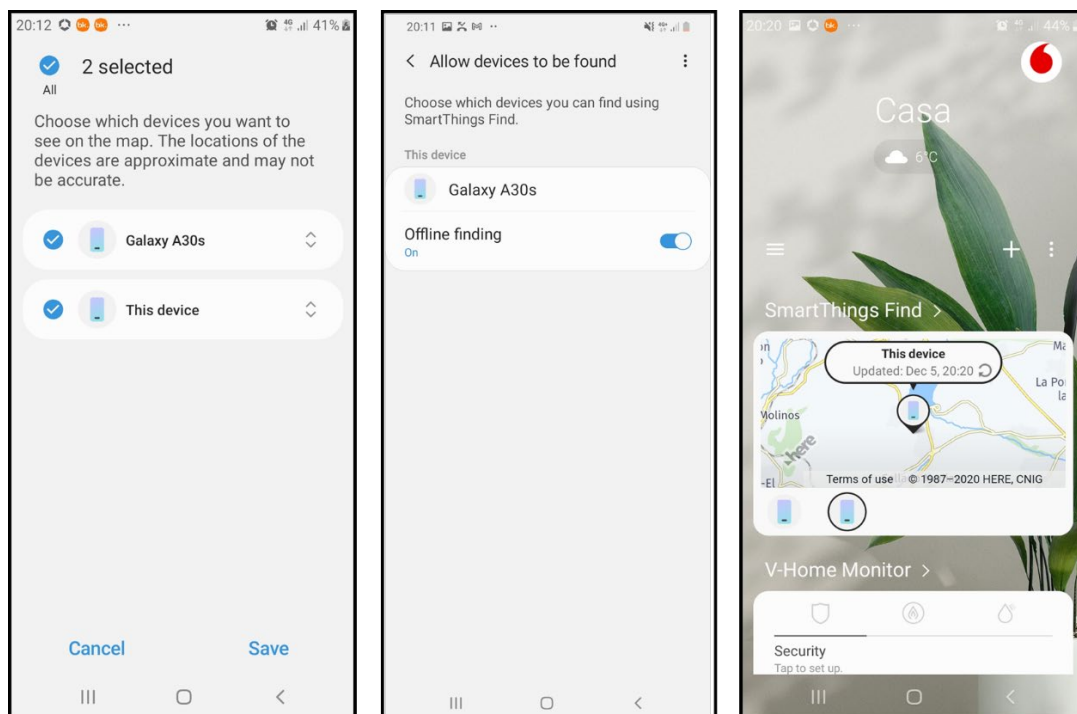 20:12
41%
2 selected
All
Choose which devices you want to
see on the map. The locations of the
devices are approximate and may not
be accurate.
Galaxy A30s
This device
Cancel
Save
20:11
Allow devices to be found
Choose which devices you can find using
SmartThings Find.
This device
Galaxy A30s
Offline finding
On
20:20
44%
Casa
6°C
SmartThings Find >
This device
Updated: Dec 5, 20:20
La Po
la
Molinos
here
-El
Terms of use © 1987–2020 HERE, CNIG
V-Home Monitor >
Security
Tap to set up.